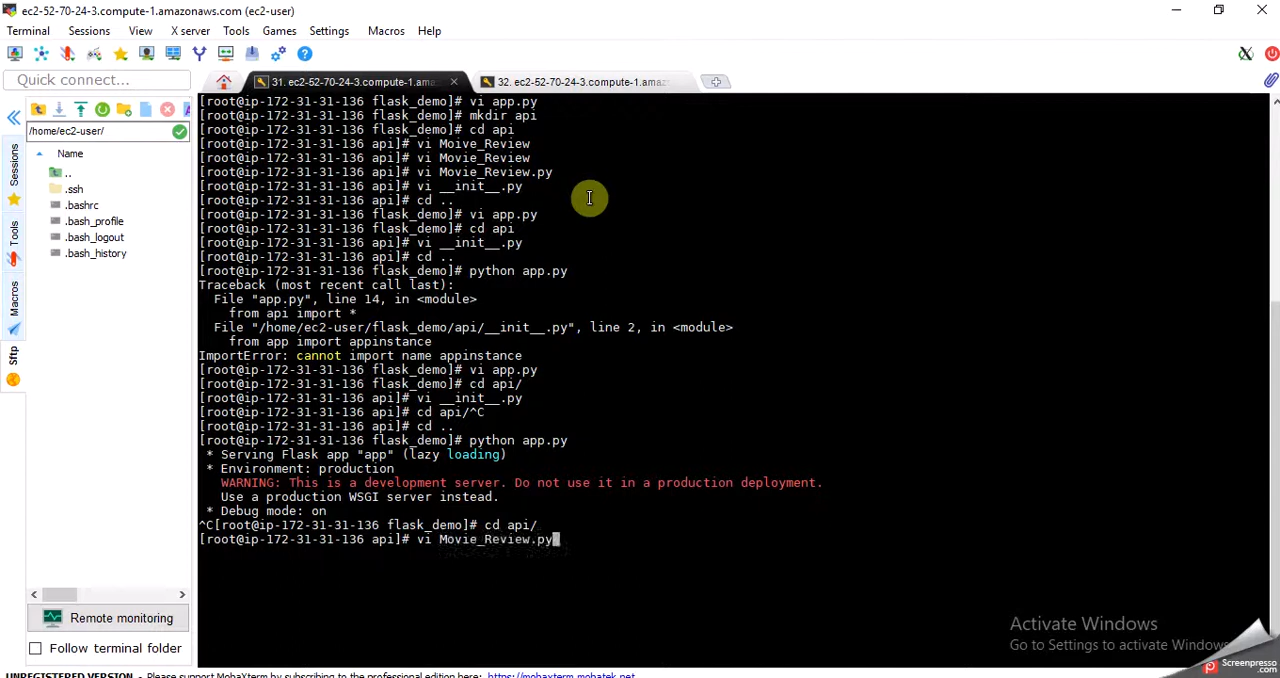 ec2-52-70-24-3.compute-1.amazonaws.com (ec2-user)
Terminal Sessions View X server Tools Games Settings Macros Help
Quick connect...
31. ec2-52-70-24-3.compute-1.ama
32. ec2-52-70-24-3.compute-1.amaz
/home/ec2-user/
Name
..
.ssh
.bashrc
.bash_profile
.bash_logout
.bash_history
Sessions
Tools
Macros
Sftp
[root@ip-172-31-31-136 flask_demo]# vi app.py
[root@ip-172-31-31-136 flask_demo]# mkdir api
[root@ip-172-31-31-136 flask_demo]# cd api
[root@ip-172-31-31-136 api]# vi Moive_Review
[root@ip-172-31-31-136 api]# vi Movie_Review
[root@ip-172-31-31-136 api]# vi Movie_Review.py
[root@ip-172-31-31-136 api]# vi __init__.py
[root@ip-172-31-31-136 api]# cd ..
[root@ip-172-31-31-136 flask_demo]# vi app.py
[root@ip-172-31-31-136 flask_demo]# cd api
[root@ip-172-31-31-136 api]# vi __init__.py
[root@ip-172-31-31-136 api]# cd ..
[root@ip-172-31-31-136 flask_demo]# python app.py
Traceback (most recent call last):
File "app.py", line 14, in <module>
from api import *
File "/home/ec2-user/flask_demo/api/__init__.py", line 2, in <module>
from app import appinstance
ImportError: cannot import name appinstance
[root@ip-172-31-31-136 flask_demo]# vi app.py
[root@ip-172-31-31-136 flask_demo]# cd api/
[root@ip-172-31-31-136 api]# vi __init__.py
[root@ip-172-31-31-136 api]# cd api/^C
[root@ip-172-31-31-136 api]# cd ..
[root@ip-172-31-31-136 flask_demo]# python app.py
* Serving Flask app "app" (lazy loading)
* Environment: production
WARNING: This is a development server. Do not use it in a production deployment.
Use a production WSGI server instead.
* Debug mode: on
^C[root@ip-172-31-31-136 flask_demo]# cd api/
[root@ip-172-31-31-136 api]# vi Movie_Review.py
Remote monitoring
Follow terminal folder
Activate Windows
Go to Settings to activate Windows.
Screenpresso
.com
UNREGISTERED VERSION - Please support MobaXterm by subscribing to the professional edition here: https://mobaxterm.mobatek.net